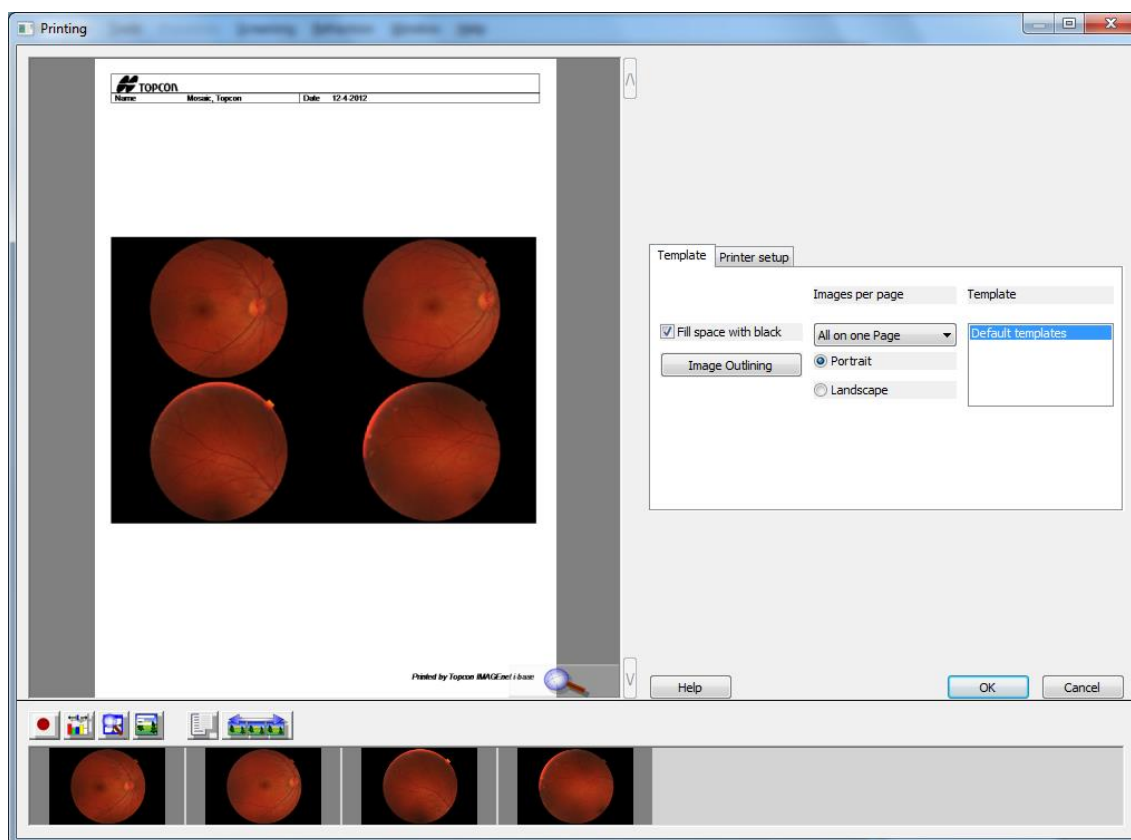 Printing
TOPCON
Name Mosaic, Topcon Date 12-4-2012
Template Printer setup
Images per page Template
Fill space with black All on one Page Default templates
Image Outlining Portrait
Landscape
Printed by Topcon IMAGEnet i-base
Help OK Cancel